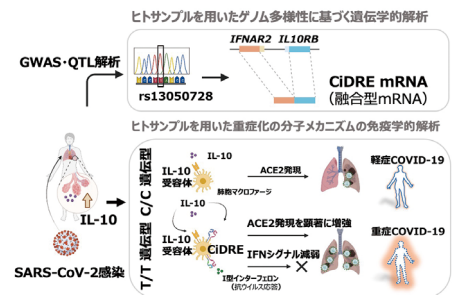 ヒトサンプルを用いたゲノム多様性に基づく遺伝学的解析
GWAS・QTL解析
rs13050728
IFNAR2 IL10RB
CiDRE mRNA
(融合型mRNA)
ヒトサンプルを用いた重症化の分子メカニズムの免疫学的解析
IL-10
SARS-CoV-2感染
C/C 遺伝型
IL-10
受容体
IL-10
肺胞マクロファージ
ACE2発現
軽症COVID-19
T/T 遺伝型
IL-10
IL-10
受容体
CiDRE
I型インターフェロン
(抗ウイルス応答)
ACE2発現を顕著に増強
IFNシグナル減弱
重症COVID-19